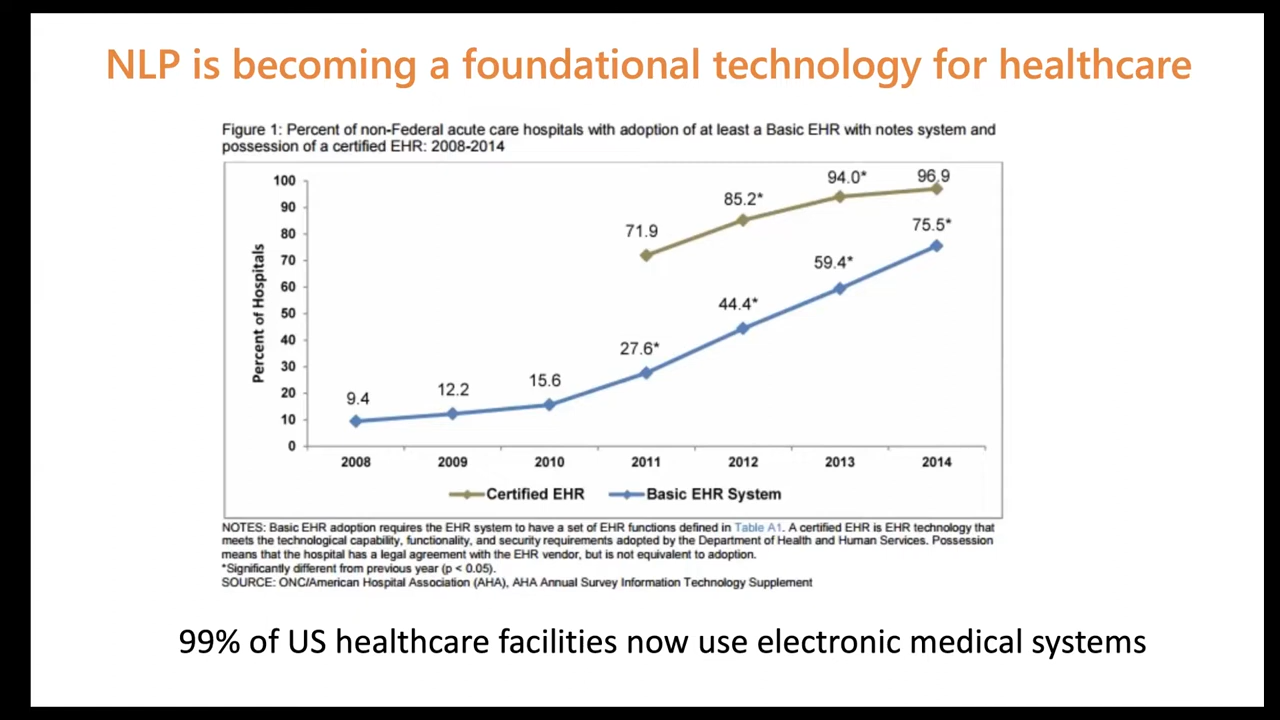 NLP is becoming a foundational technology for healthcare
Figure 1: Percent of non-Federal acute care hospitals with adoption of at least a Basic EHR with notes system and
possession of a certified EHR: 2008-2014
Percent of Hospitals
100
90
80
70
60
50
40
30
20
10
0
71.9
85.2*
94.0*
96.9
9.4
12.2
15.6
27.6*
44.4*
59.4*
75.5*
2008 2009 2010 2011 2012 2013 2014
Certified EHR Basic EHR System
NOTES: Basic EHR adoption requires the EHR system to have a set of EHR functions defined in Table A1. A certified EHR is EHR technology that
meets the technological capability, functionality, and security requirements adopted by the Department of Health and Human Services. Possession
means that the hospital has a legal agreement with the EHR vendor, but is not equivalent to adoption.
*Significantly different from previous year (p < 0.05).
SOURCE: ONC/American Hospital Association (AHA), AHA Annual Survey Information Technology Supplement
99% of US healthcare facilities now use electronic medical systems